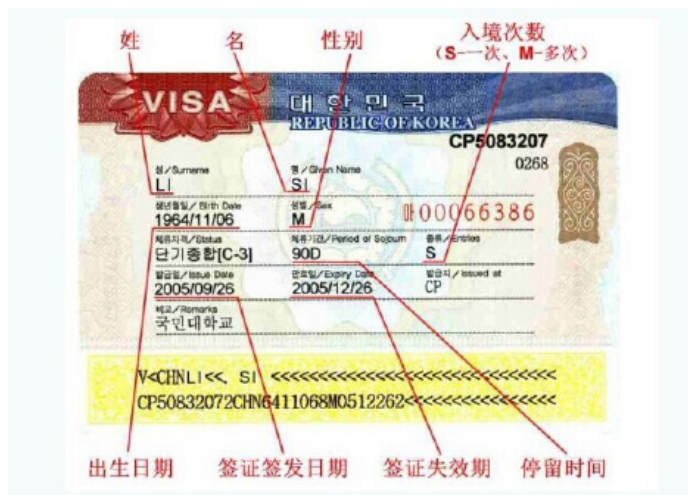 姓 名 性别 入境次数
（S-一次、M-多次）
VISA 대한민국
REPUBLIC OF KOREA
CP5083207
0268
성/Surname 명/Given Name
LI SI
생년월일/Birth Date 성별/Sex
1964/11/06 M 00066386
체류자격/Status 체류기간/Period of Sojourn 종류/Entries
단기종합[C-3] 90D S
발급일/Issue Date 만료일/Expiry Date 발급지/Issued at
2005/09/26 2005/12/26 CP
비고/Remarks
국민대학교
V<CHNLI<<, SI <<<<<<<<<<<<<<<<<<<<<<<<<<<<<
CP50832072CHN6411068M0512262<<<<<<<<<<<<<<<<
出生日期 签证签发日期 签证失效期 停留时间